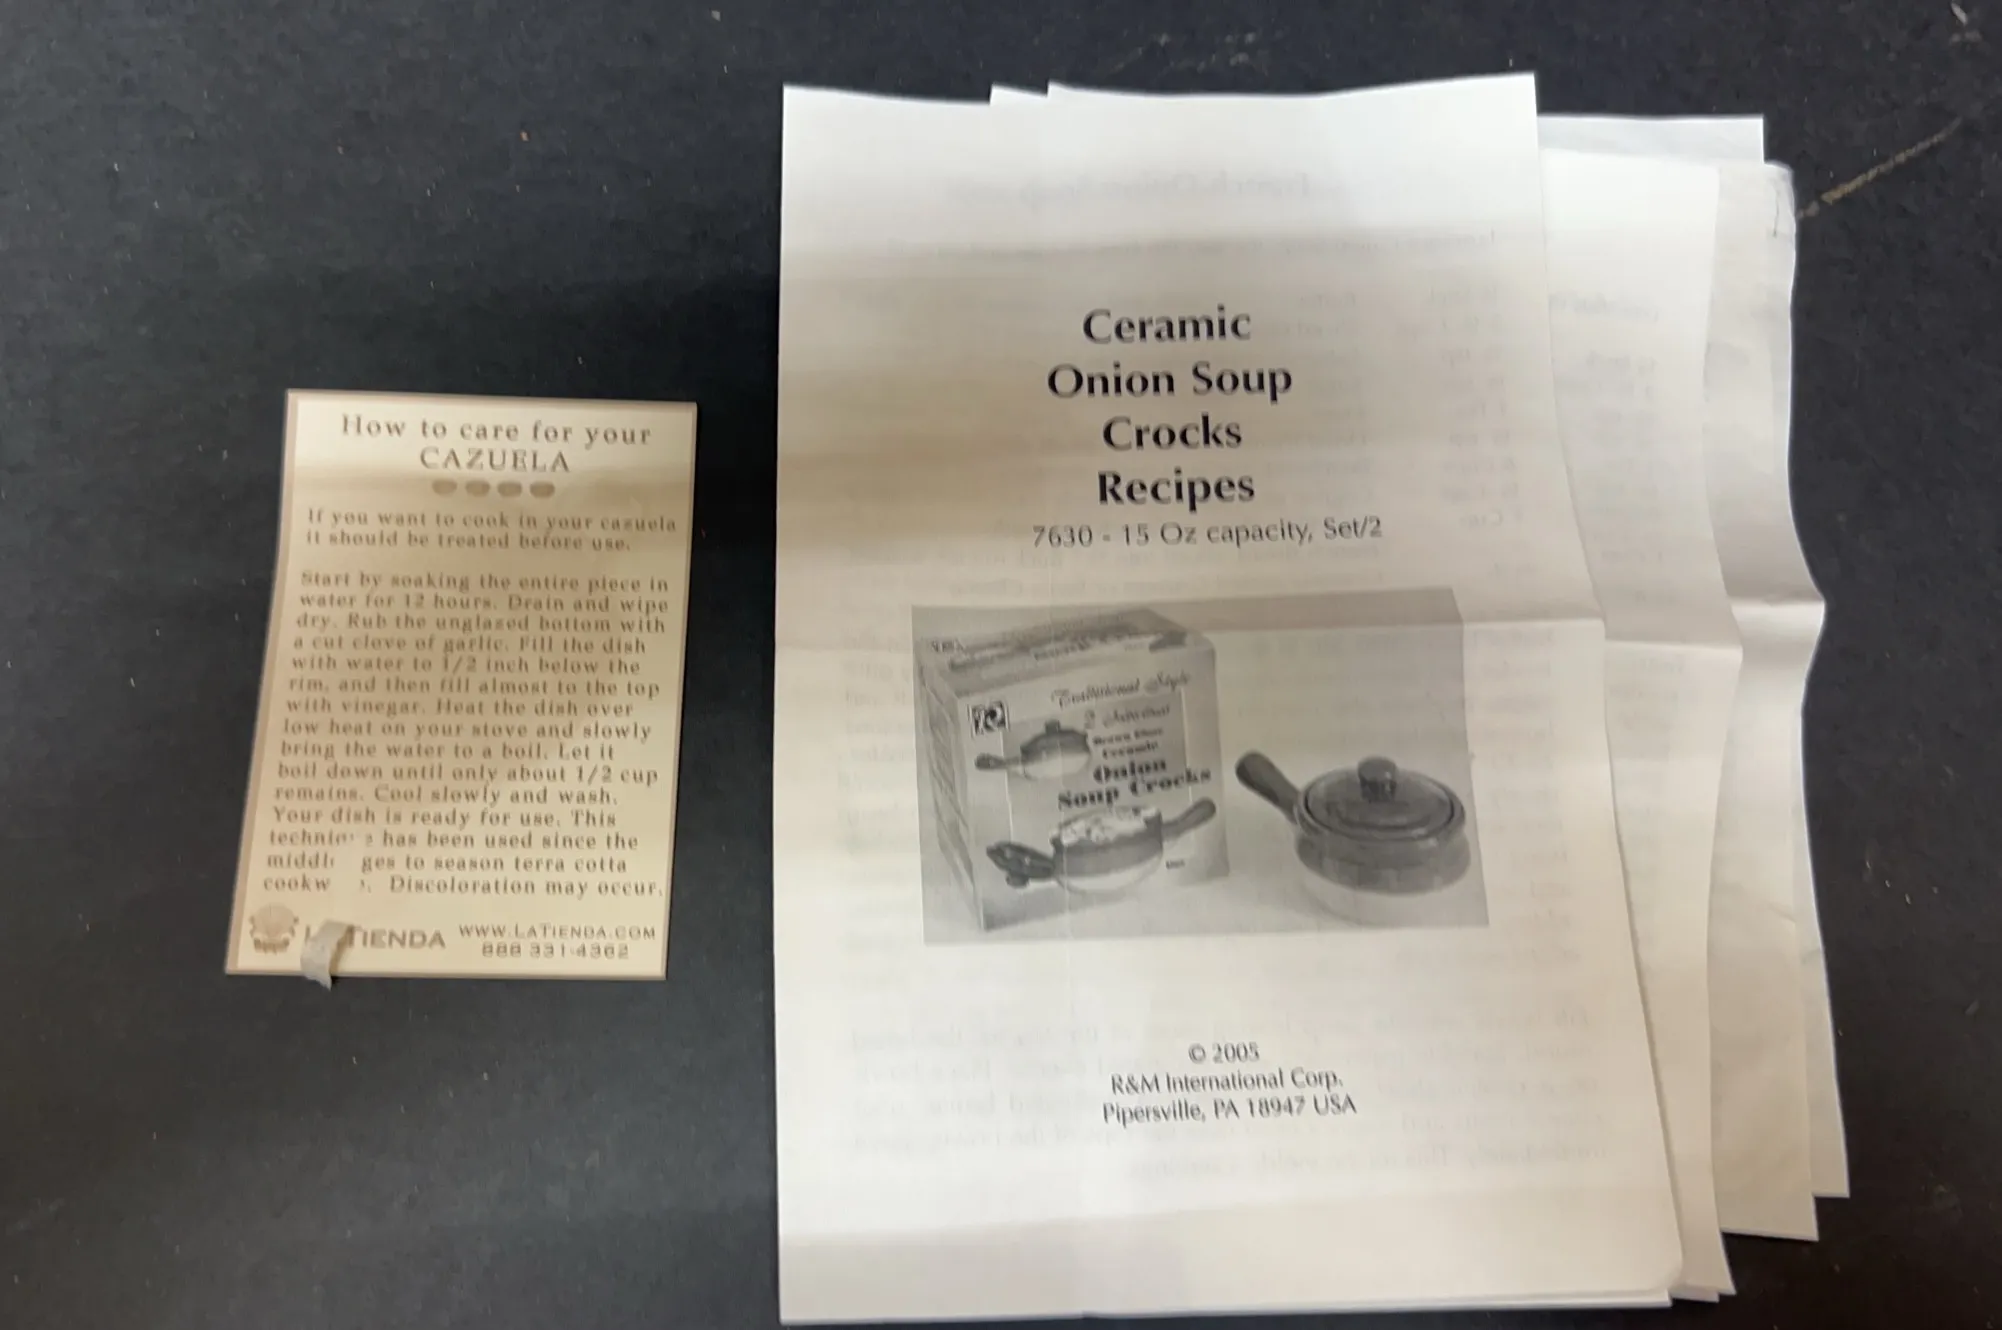 How to care for your
CAZUELA
If you want to cook in your cazuela
it should be treated before use.
Start by soaking the entire piece in
water for 12 hours. Drain and wipe
dry. Rub the unglazed bottom with
a cut clove of garlic. Fill the dish
with water to 1/2 inch below the
rim, and then fill almost to the top
with vinegar. Heat the dish over
low heat on your stove and slowly
bring the water to a boil. Let it
boil down until only about 1/2 cup
remains. Cool slowly and wash.
Your dish is ready for use. This
has been used since the
to season terra cotta
Discoloration may occur.
WWW.LATIENDA.COM
888 331-4362
Ceramic
Onion Soup
Crocks
Recipes
7630 - 15 Oz capacity, Set/2
Traditional Style
2 Individual
Ceramic
Onion
Soup Crocks
© 2005
R&M International Corp.
Pipersville, PA 18947 USA